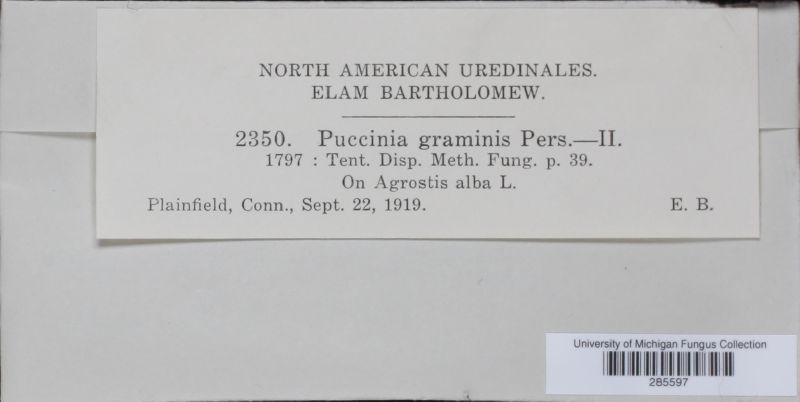 NORTH AMERICAN UREDINALES.
ELAM BARTHOLOMEW.
2350. Puccinia graminis Pers.—II.
1797 : Tent. Disp. Meth. Fung. p. 39.
On Agrostis alba L.
Plainfield, Conn., Sept. 22, 1919. E. B.
University of Michigan Fungus Collection
285597